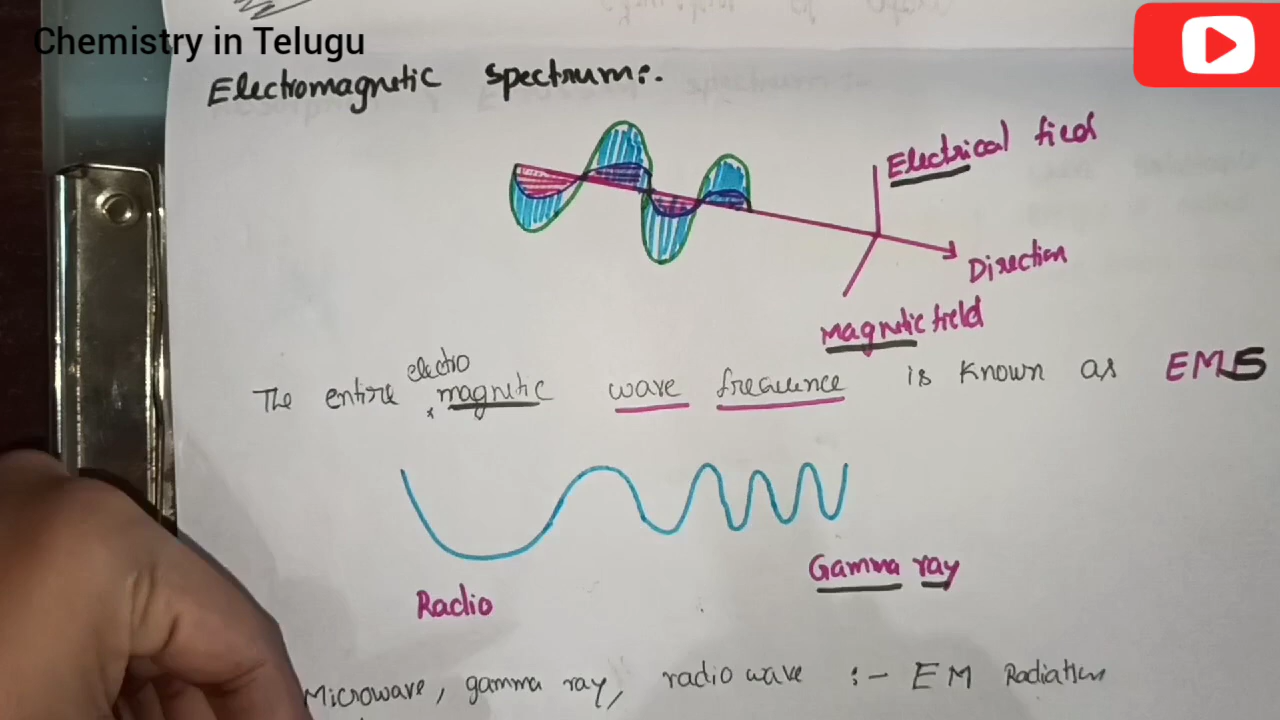 Chemistry in Telugu
Electromagnetic spectrum:.
Electrical field
Direction
Magnetic field
electro
The entire magnetic wave frequence is known as EMS
Radio
Gamma ray
Microwave, gamma ray, radio wave :- EM Radiation